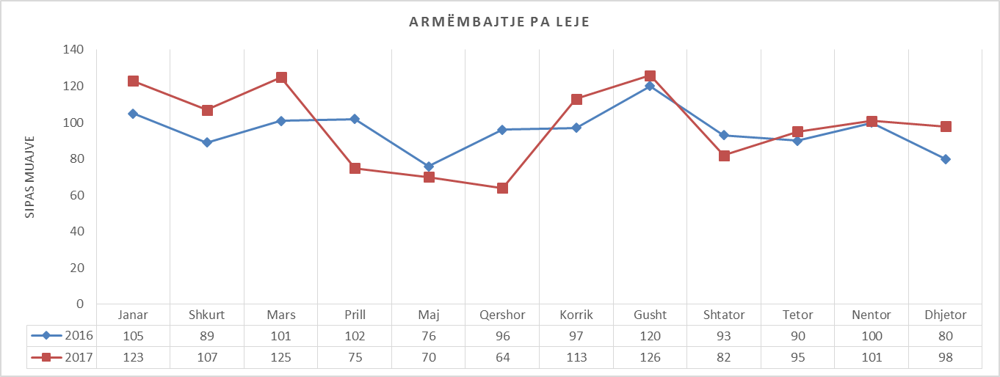 ARMËMBAJTJE PA LEJE
SIPAS MUAJVE
140
120
100
80
60
40
20
0
Janar Shkurt Mars Prill Maj Qershor Korrik Gusht Shtator Tetor Nentor Dhjetor
2016 105 89 101 102 76 96 97 120 93 90 100 80
2017 123 107 125 75 70 64 113 126 82 95 101 98